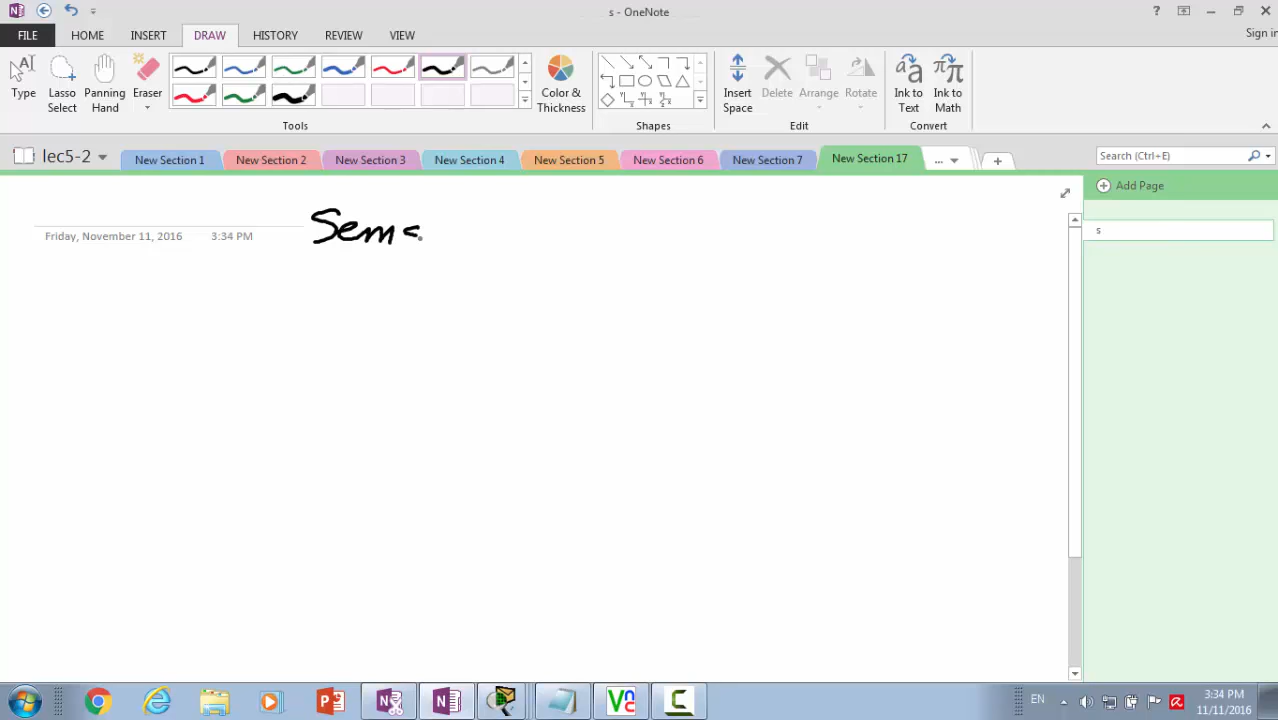 s - OneNote
Sign in
FILE HOME INSERT DRAW HISTORY REVIEW VIEW
Type Lasso Select Panning Hand Eraser Color & Thickness Insert Space Delete Arrange Rotate Ink to Text Ink to Math
Tools Shapes Edit Convert
lec5-2 New Section 1 New Section 2 New Section 3 New Section 4 New Section 5 New Section 6 New Section 7 New Section 17 ... Search (Ctrl+E)
Add Page
s
Friday, November 11, 2016 3:34 PM
Sem
EN 3:34 PM
11/11/2016